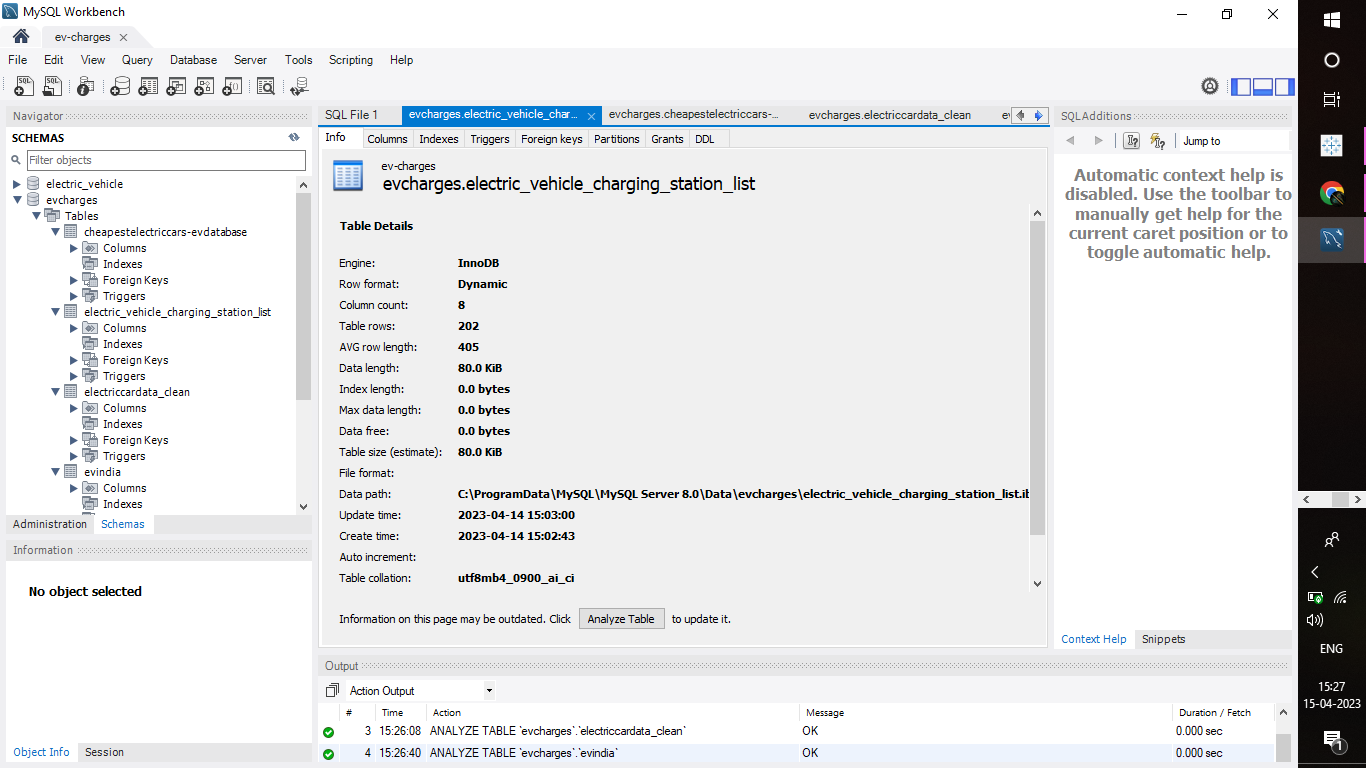 MySQL Workbench
ev-charges
File Edit View Query Database Server Tools Scripting Help
Navigator
SCHEMAS
Filter objects
electric_vehicle
evcharges
Tables
cheapestelectriccars-evdatabase
Columns
Indexes
Foreign Keys
Triggers
electric_vehicle_charging_station_list
Columns
Indexes
Foreign Keys
Triggers
electriccardata_clean
Columns
Indexes
Foreign Keys
Triggers
evindia
Columns
Indexes
Administration Schemas
Information
No object selected
Object Info Session
SQL File 1 evcharges.electric_vehicle_char... evcharges.cheapestelectriccars-... evcharges.electriccardata_clean
Info Columns Indexes Triggers Foreign keys Partitions Grants DDL
ev-charges
evcharges.electric_vehicle_charging_station_list
Table Details
Engine: InnoDB
Row format: Dynamic
Column count: 8
Table rows: 202
AVG row length: 405
Data length: 80.0 KiB
Index length: 0.0 bytes
Max data length: 0.0 bytes
Data free: 0.0 bytes
Table size (estimate): 80.0 KiB
File format:
Data path: C:\ProgramData\MySQL\MySQL Server 8.0\Data\evcharges\electric_vehicle_charging_station_list.ib
Update time: 2023-04-14 15:03:00
Create time: 2023-04-14 15:02:43
Auto increment:
Table collation: utf8mb4_0900_ai_ci
Information on this page may be outdated. Click Analyze Table to update it.
Output
Action Output
# Time Action Message Duration / Fetch
3 15:26:08 ANALYZE TABLE `evcharges`.`electriccardata_clean` OK 0.000 sec
4 15:26:40 ANALYZE TABLE `evcharges`.`evindia` OK 0.000 sec
SQLAdditions
Jump to
Automatic context help is
disabled. Use the toolbar to
manually get help for the
current caret position or to
toggle automatic help.
Context Help Snippets
ENG
15:27
15-04-2023
1